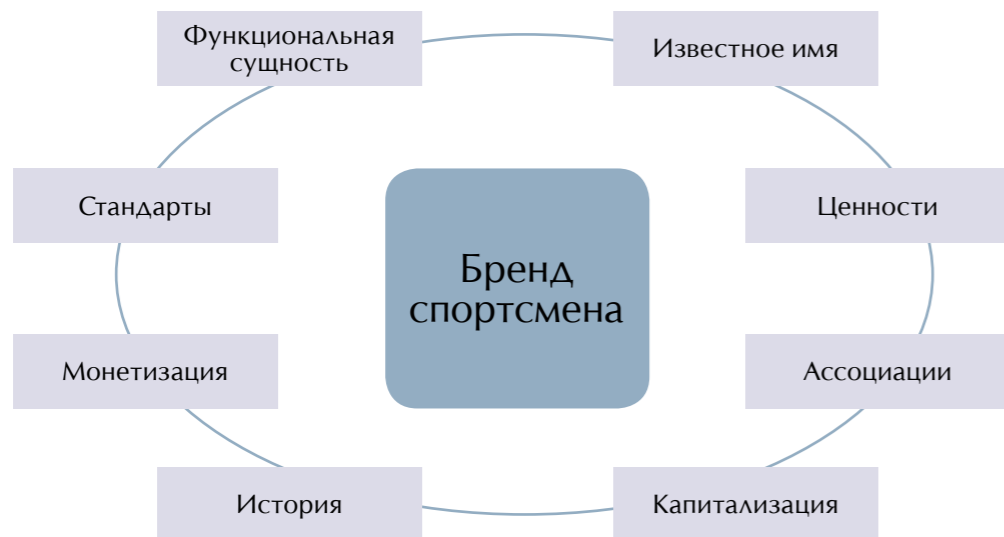 Функциональная
сущность
Известное имя
Стандарты
Ценности
Бренд
спортсмена
Монетизация
Ассоциации
История
Капитализация